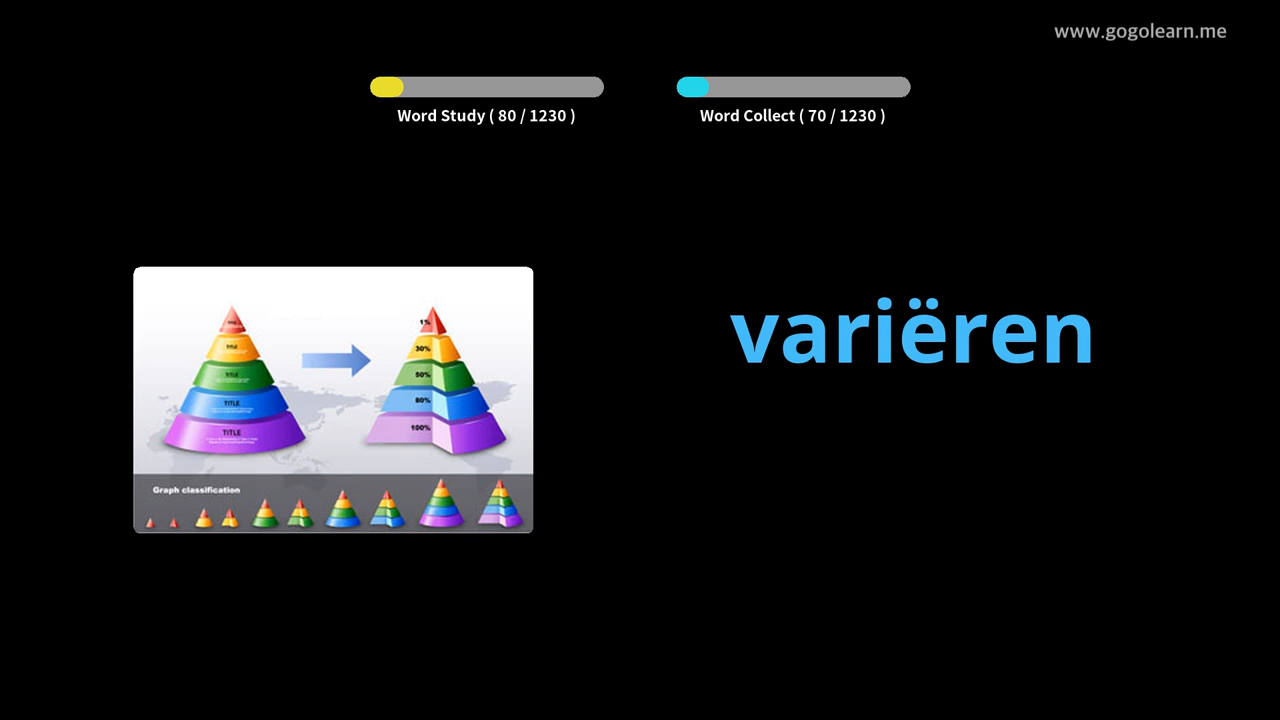 www.gogolearn.me
Word Study ( 80 / 1230 )
Word Collect ( 70 / 1230 )
variëren
TITLE
TITLE
TITLE
TITLE
1%
30%
50%
80%
100%
Graph classification